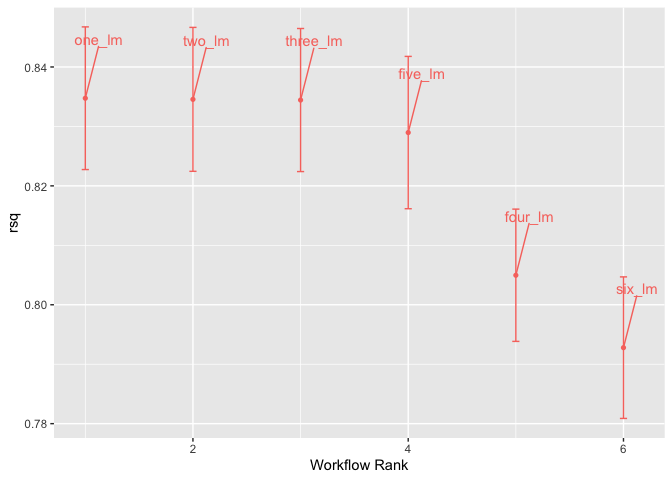 one_lm two_lm three_lm
five_lm
four_lm
six_lm
0.84
0.82
0.80
0.78
rsq
2 4 6
Workflow Rank